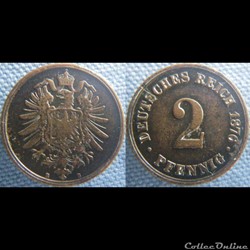 DEUTSCHES REICH 1876
2
PFENNIG
CollecOnline